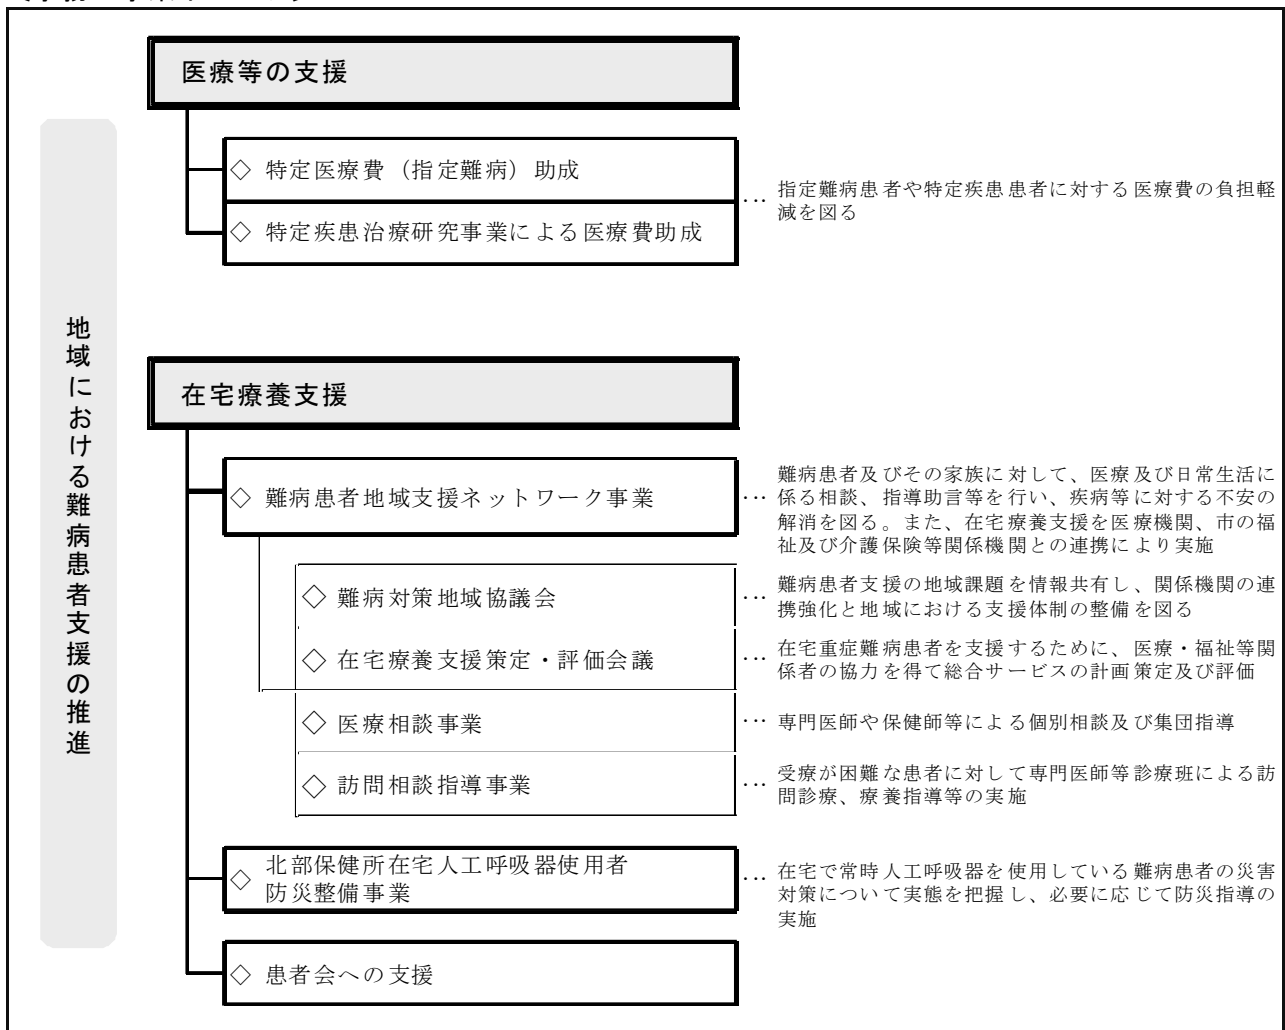 地域における難病患者支援の推進
医療等の支援
◇ 特定医療費（指定難病）助成
◇ 特定疾患治療研究事業による医療費助成
… 指定難病患者や特定疾患患者に対する医療費の負担軽
減を図る
在宅療養支援
◇ 難病患者地域支援ネットワーク事業
難病患者及びその家族に対して、医療及び日常生活に
… 係る相談、指導助言等を行い、疾病等に対する不安の
解消を図る。また、在宅療養支援を医療機関、市の福
祉及び介護保険等関係機関との連携により実施
◇ 難病対策地域協議会
… 難病患者支援の地域課題を情報共有し、関係機関の連
携強化と地域における支援体制の整備を図る
◇ 在宅療養支援策定・評価会議
… 在宅重症難病患者を支援するために、医療・福祉等関
係者の協力を得て総合サービスの計画策定及び評価
◇ 医療相談事業
… 専門医師や保健師等による個別相談及び集団指導
◇ 訪問相談指導事業
… 受療が困難な患者に対して専門医師等診療班による訪
問診療、療養指導等の実施
◇ 北部保健所在宅人工呼吸器使用者
防災整備事業
… 在宅で常時人工呼吸器を使用している難病患者の災害
対策について実態を把握し、必要に応じて防災指導の
実施
◇ 患者会への支援